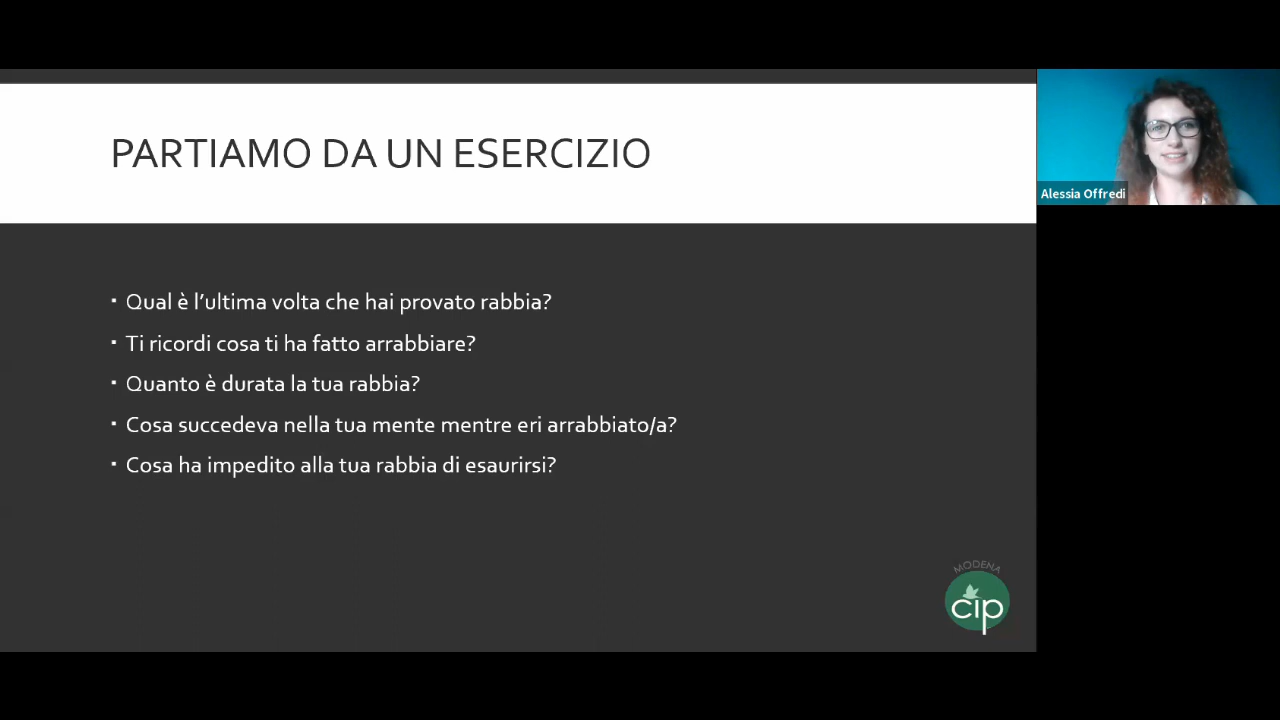 PARTIAMO DA UN ESERCIZIO
Alessia Offredi
▪ Qual è l’ultima volta che hai provato rabbia?
▪ Ti ricordi cosa ti ha fatto arrabbiare?
▪ Quanto è durata la tua rabbia?
▪ Cosa succedeva nella tua mente mentre eri arrabbiato/a?
▪ Cosa ha impedito alla tua rabbia di esaurirsi?
MODENA
cip